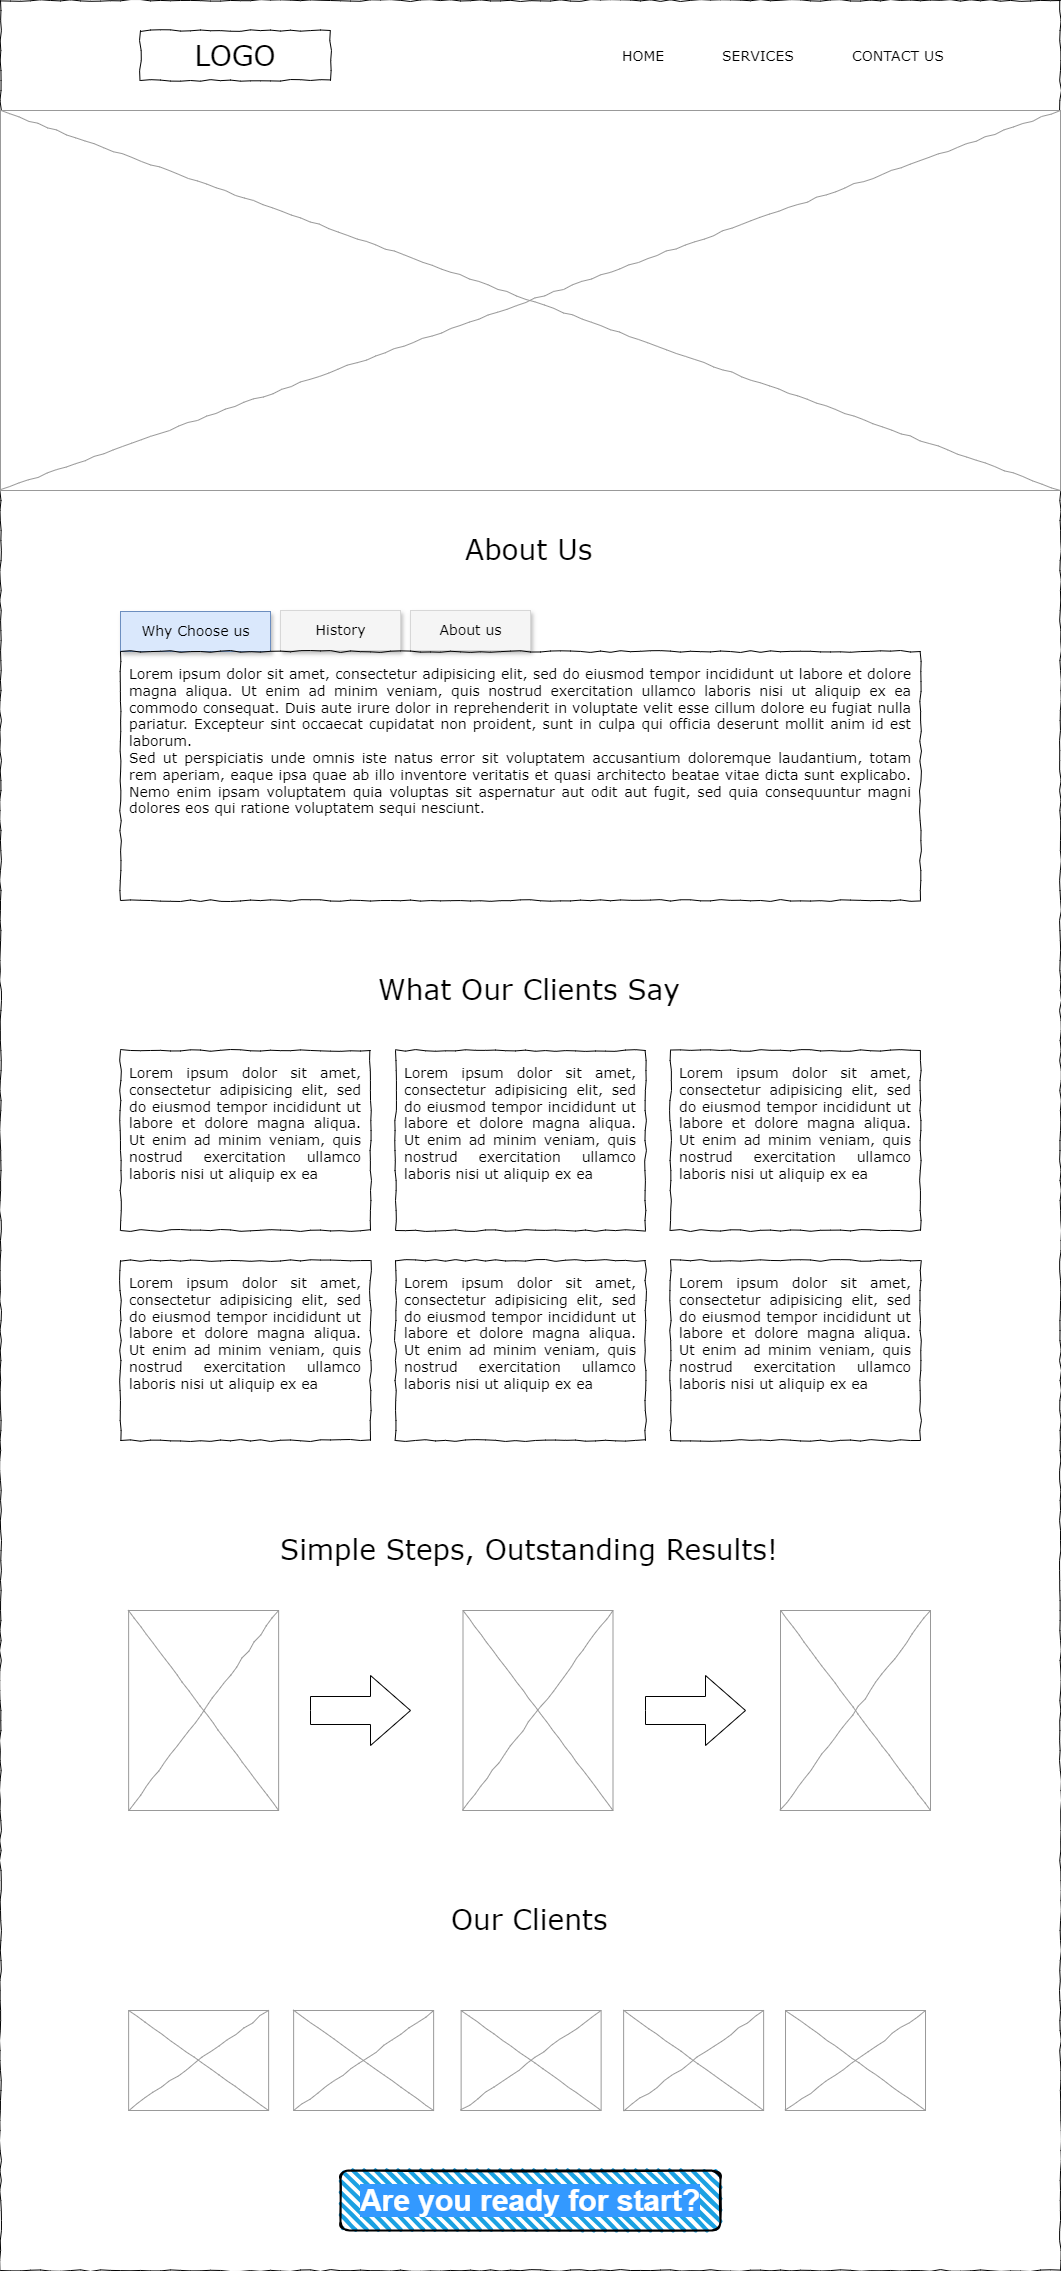 LOGO
HOME SERVICES CONTACT US
About Us
Why Choose us History About us
Lorem ipsum dolor sit amet, consectetur adipisicing elit, sed do eiusmod tempor incididunt ut labore et dolore
magna aliqua. Ut enim ad minim veniam, quis nostrud exercitation ullamco laboris nisi ut aliquip ex ea
commodo consequat. Duis aute irure dolor in reprehenderit in voluptate velit esse cillum dolore eu fugiat nulla
pariatur. Excepteur sint occaecat cupidatat non proident, sunt in culpa qui officia deserunt mollit anim id est
laborum.
Sed ut perspiciatis unde omnis iste natus error sit voluptatem accusantium doloremque laudantium, totam
rem aperiam, eaque ipsa quae ab illo inventore veritatis et quasi architecto beatae vitae dicta sunt explicabo.
Nemo enim ipsam voluptatem quia voluptas sit aspernatur aut odit aut fugit, sed quia consequuntur magni
dolores eos qui ratione voluptatem sequi nesciunt.
What Our Clients Say
Lorem ipsum dolor sit amet,
consectetur adipisicing elit, sed
do eiusmod tempor incididunt ut
labore et dolore magna aliqua.
Ut enim ad minim veniam, quis
nostrud exercitation ullamco
laboris nisi ut aliquip ex ea
Lorem ipsum dolor sit amet,
consectetur adipisicing elit, sed
do eiusmod tempor incididunt ut
labore et dolore magna aliqua.
Ut enim ad minim veniam, quis
nostrud exercitation ullamco
laboris nisi ut aliquip ex ea
Lorem ipsum dolor sit amet,
consectetur adipisicing elit, sed
do eiusmod tempor incididunt ut
labore et dolore magna aliqua.
Ut enim ad minim veniam, quis
nostrud exercitation ullamco
laboris nisi ut aliquip ex ea
Lorem ipsum dolor sit amet,
consectetur adipisicing elit, sed
do eiusmod tempor incididunt ut
labore et dolore magna aliqua.
Ut enim ad minim veniam, quis
nostrud exercitation ullamco
laboris nisi ut aliquip ex ea
Lorem ipsum dolor sit amet,
consectetur adipisicing elit, sed
do eiusmod tempor incididunt ut
labore et dolore magna aliqua.
Ut enim ad minim veniam, quis
nostrud exercitation ullamco
laboris nisi ut aliquip ex ea
Lorem ipsum dolor sit amet,
consectetur adipisicing elit, sed
do eiusmod tempor incididunt ut
labore et dolore magna aliqua.
Ut enim ad minim veniam, quis
nostrud exercitation ullamco
laboris nisi ut aliquip ex ea
Simple Steps, Outstanding Results!
Our Clients
Are you ready for start?